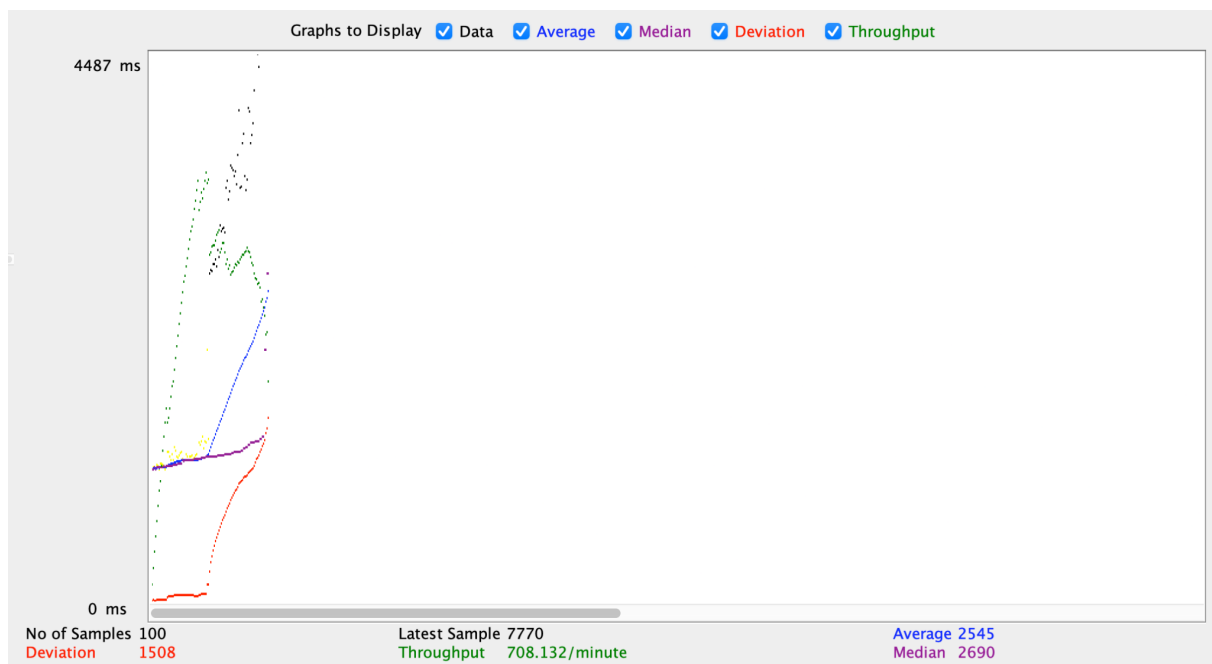 Graphs to Display Data Average Median Deviation Throughput
4487 ms
0 ms
No of Samples 100 Latest Sample 7770 Average 2545
Deviation 1508 Throughput 708.132/minute Median 2690